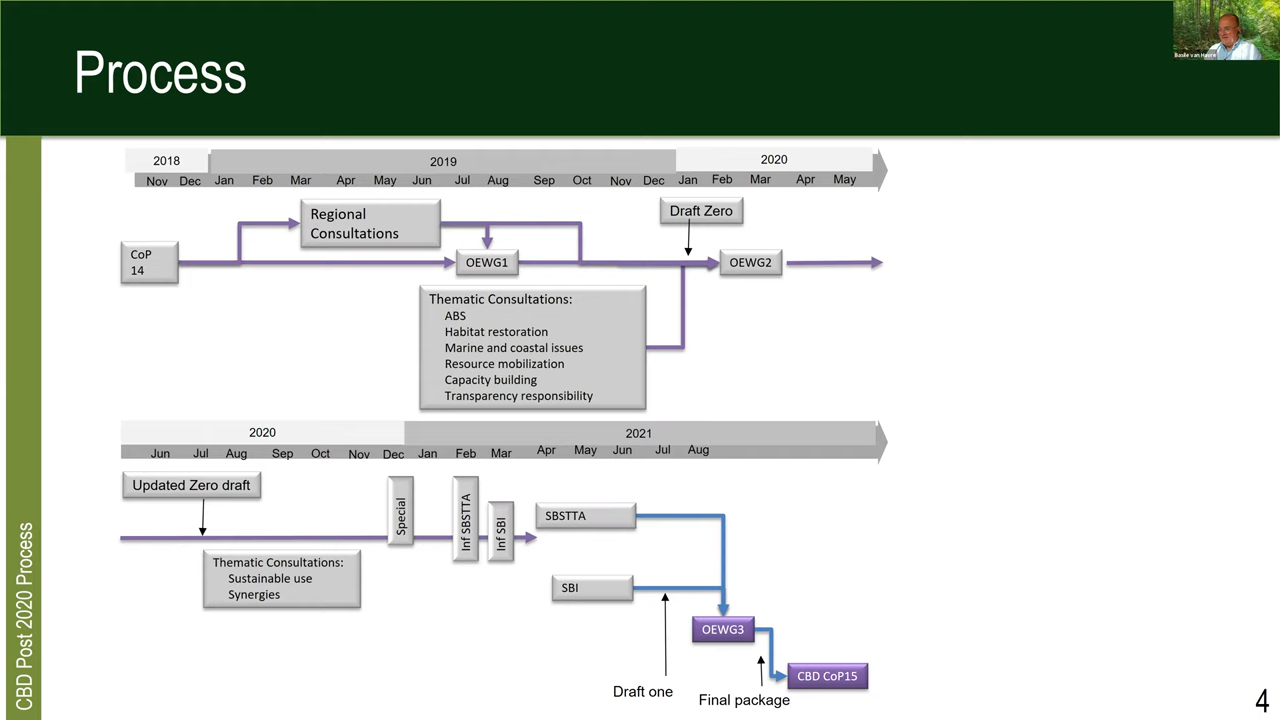 Process
Basile van Havre
2018
2019
2020
Nov Dec Jan Feb Mar Apr May Jun Jul Aug Sep Oct Nov Dec Jan Feb Mar Apr May
Regional
Consultations
Draft Zero
CoP
14
OEWG1
OEWG2
Thematic Consultations:
ABS
Habitat restoration
Marine and coastal issues
Resource mobilization
Capacity building
Transparency responsibility
2020
2021
Jun Jul Aug Sep Oct Nov Dec Jan Feb Mar Apr May Jun Jul Aug
Updated Zero draft
Special
Inf SBSTTA
Inf SBI
SBSTTA
Thematic Consultations:
Sustainable use
Synergies
SBI
OEWG3
CBD CoP15
Draft one
Final package
CBD Post 2020 Process
4